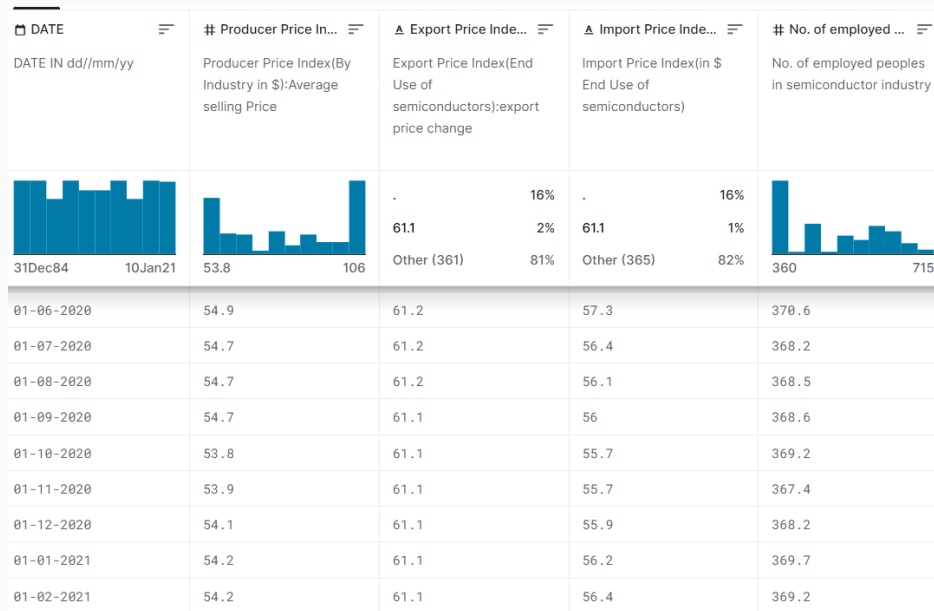 DATE
# Producer Price In...
A Export Price Inde...
A Import Price Inde...
# No. of employed ...
DATE IN dd//mm/yy
Producer Price Index(By
Industry in $):Average
selling Price
Export Price Index(End
Use of
semiconductors):export
price change
Import Price Index(in $
End Use of
semiconductors)
No. of employed peoples
in semiconductor industry
31Dec84 10Jan21
53.8 106
. 16%
61.1 2%
Other (361) 81%
. 16%
61.1 1%
Other (365) 82%
360 715
01-06-2020 54.9 61.2 57.3 370.6
01-07-2020 54.7 61.2 56.4 368.2
01-08-2020 54.7 61.2 56.1 368.5
01-09-2020 54.7 61.1 56 368.6
01-10-2020 53.8 61.1 55.7 369.2
01-11-2020 53.9 61.1 55.7 367.4
01-12-2020 54.1 61.1 55.9 368.2
01-01-2021 54.2 61.1 56.2 369.7
01-02-2021 54.2 61.1 56.4 369.2